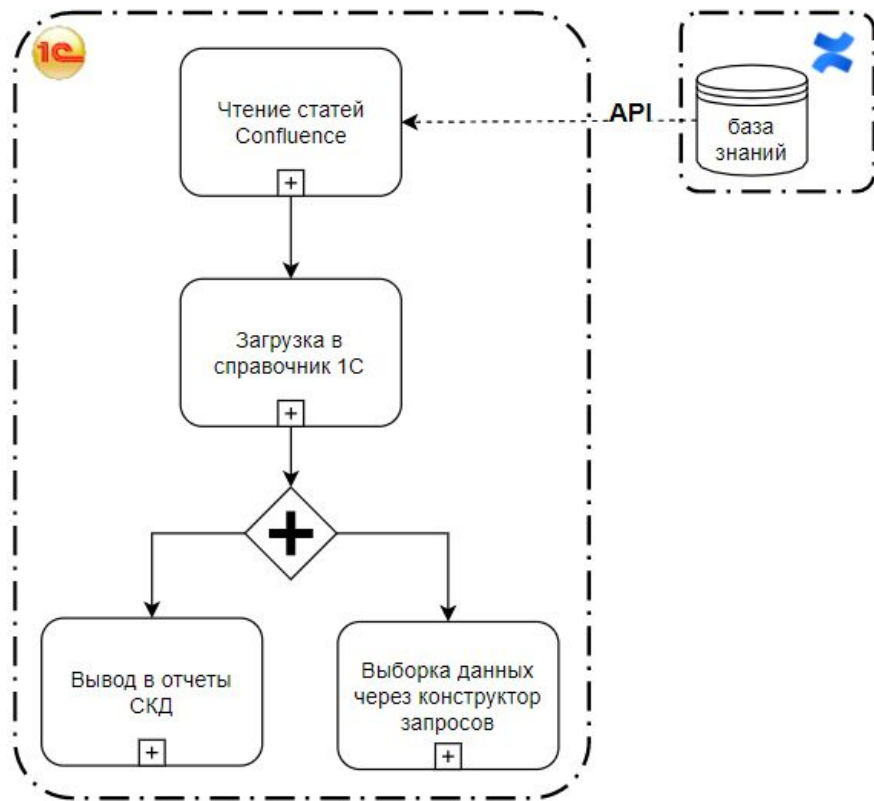 1С
Чтение статей
Confluence
API
база
знаний
Загрузка в
справочник 1С
Вывод в отчеты
СКД
Выборка данных
через конструктор
запросов